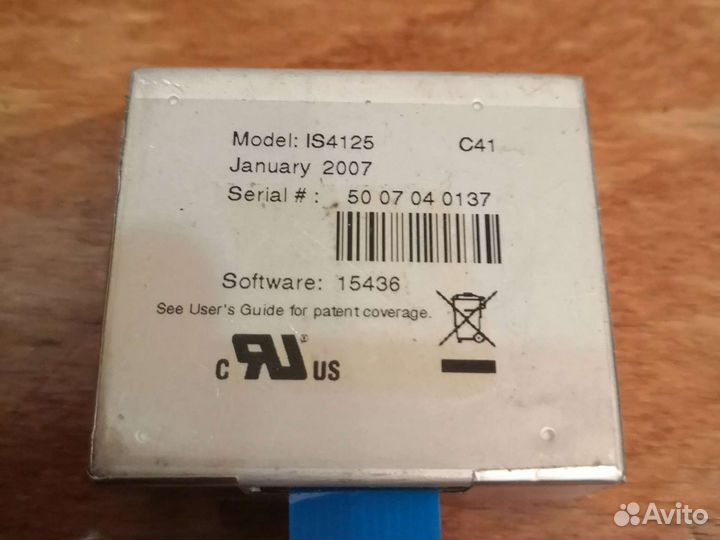 Model: IS4125 C41
January 2007
Serial # : 50 07 04 0137
Software: 15436
See User's Guide for patent coverage.
c RU ® US
Avito